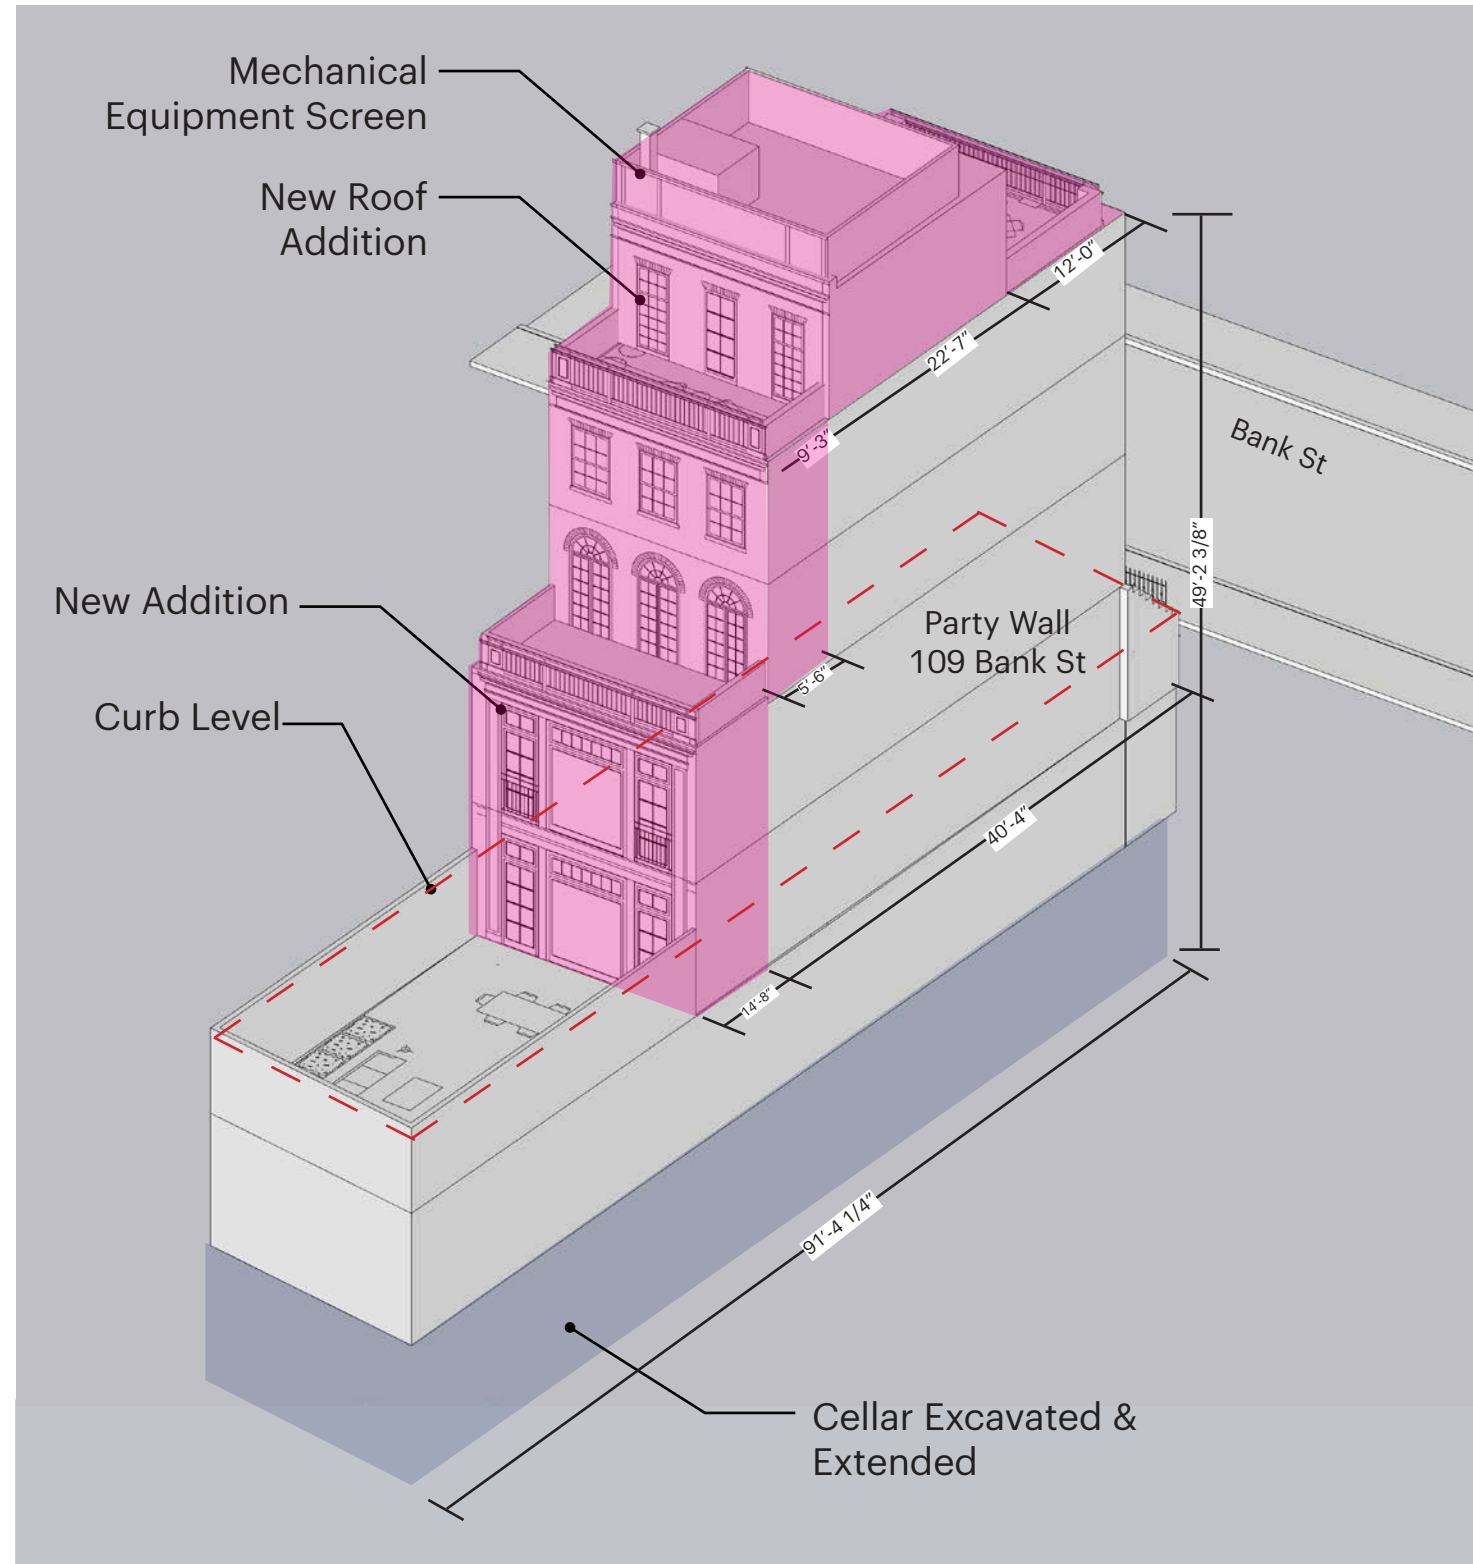 Mechanical
Equipment Screen
New Roof
Addition
12'-0"
22'-7"
9'-3"
Bank St
49'-2 3/8"
New Addition
Party Wall
109 Bank St
5'-6"
Curb Level
40'-4"
14'-8"
91'-4 1/4"
Cellar Excavated &
Extended